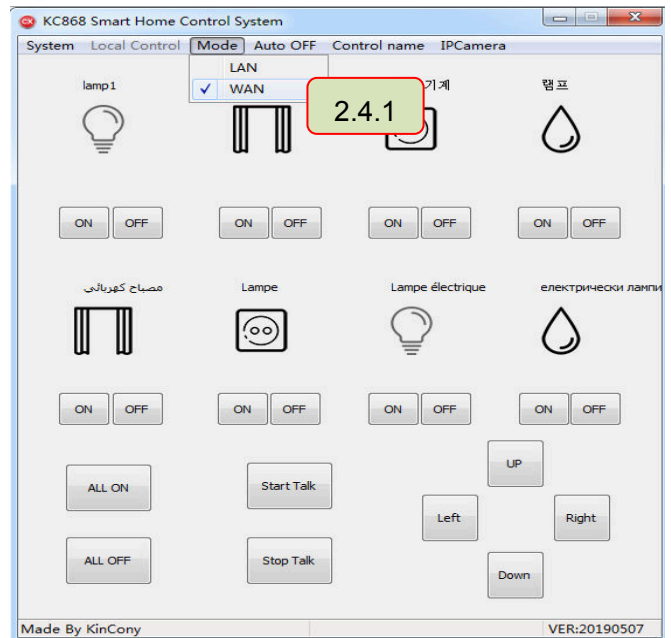 KC868 Smart Home Control System
System Local Control Mode Auto OFF Control name IPCamera
LAN
WAN
2.4.1
lamp1
기계
램프
ON OFF ON OFF ON OFF ON OFF
مصباح كهربائي
Lampe
Lampe électrique
електрически лампи
ON OFF ON OFF ON OFF ON OFF
ALL ON
Start Talk
UP
Left
Right
ALL OFF
Stop Talk
Down
Made By KinCony
VER:20190507